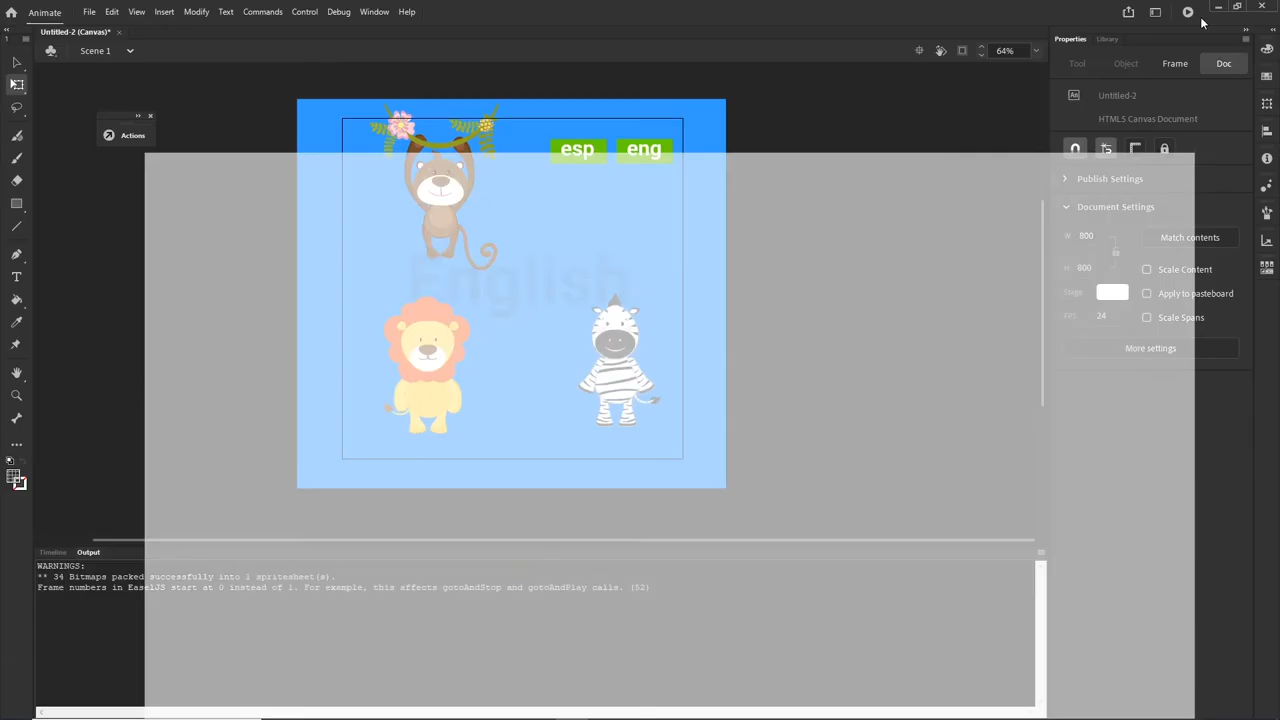 Animate File Edit View Insert Modify Text Commands Control Debug Window Help
Untitled-2 (Canvas)* ×
Scene 1
64%
Properties Library
Tool Object Frame Doc
An Untitled-2
HTML5 Canvas Document
Actions
esp eng
Publish Settings
Document Settings
W 800
Match contents
H 800
Scale Content
Stage
Apply to pasteboard
FPS 24
Scale Spans
More settings
English
Timeline Output
WARNINGS:
** 34 Bitmaps packed successfully into 1 spritesheet(s).
Frame numbers in EaselJS start at 0 instead of 1. For example, this affects gotoAndStop and gotoAndPlay calls. (52)